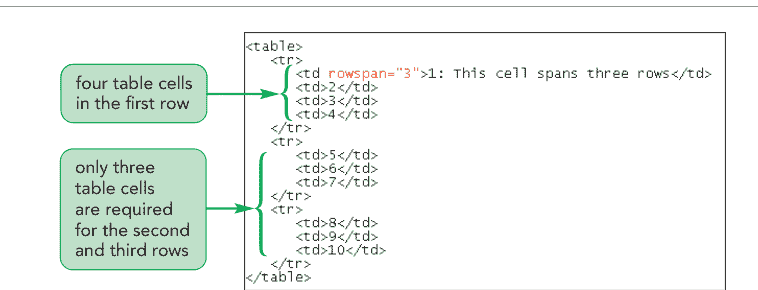 four table cells
in the first row
only three
table cells
are required
for the second
and third rows
<table>
<tr>
<td rowspan="3">1: This cell spans three rows</td>
<td>2</td>
<td>3</td>
<td>4</td>
</tr>
<tr>
<td>5</td>
<td>6</td>
<td>7</td>
</tr>
<tr>
<td>8</td>
<td>9</td>
<td>10</td>
</tr>
</table>